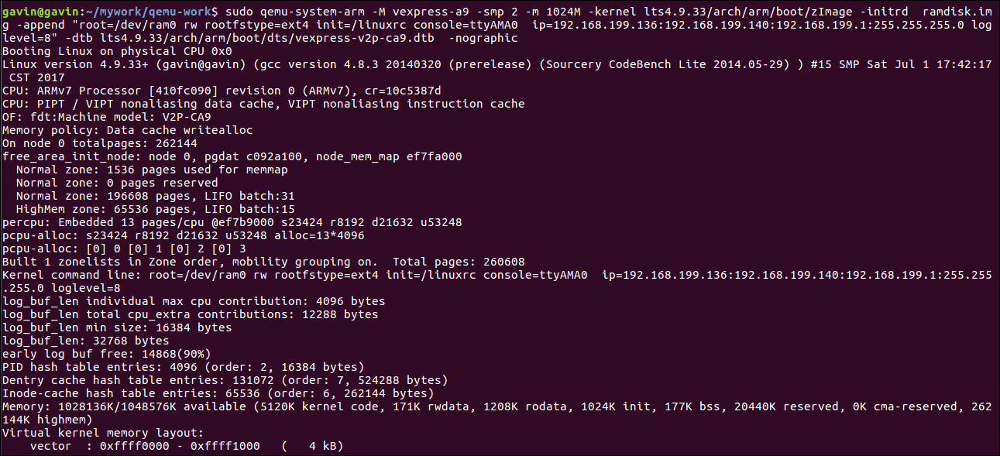 gavin@gavin:~/mywork/qemu-work$ sudo qemu-system-arm -M vexpress-a9 -smp 2 -m 1024M -kernel lts4.9.33/arch/arm/boot/zImage -initrd  ramdisk.im
g -append "root=/dev/ram0 rw rootfstype=ext4 init=/linuxrc console=ttyAMA0  ip=192.168.199.136:192.168.199.140:192.168.199.1:255.255.255.0 log
level=8" -dtb lts4.9.33/arch/arm/boot/dts/vexpress-v2p-ca9.dtb  -nographic
Booting Linux on physical CPU 0x0
Linux version 4.9.33+ (gavin@gavin) (gcc version 4.8.3 20140320 (prerelease) (Sourcery CodeBench Lite 2014.05-29) ) #15 SMP Sat Jul 1 17:42:17
 CST 2017
CPU: ARMv7 Processor [410fc090] revision 0 (ARMv7), cr=10c5387d
CPU: PIPT / VIPT nonaliasing data cache, VIPT nonaliasing instruction cache
OF: fdt:Machine model: V2P-CA9
Memory policy: Data cache writealloc
On node 0 totalpages: 262144
free_area_init_node: node 0, pgdat c092a100, node_mem_map ef7fa000
  Normal zone: 1536 pages used for memmap
  Normal zone: 0 pages reserved
  Normal zone: 196608 pages, LIFO batch:31
  HighMem zone: 65536 pages, LIFO batch:15
percpu: Embedded 13 pages/cpu @ef7b9000 s23424 r8192 d21632 u53248
pcpu-alloc: s23424 r8192 d21632 u53248 alloc=13*4096
pcpu-alloc: [0] 0 [0] 1 [0] 2 [0] 3
Built 1 zonelists in Zone order, mobility grouping on.  Total pages: 260608
Kernel command line: root=/dev/ram0 rw rootfstype=ext4 init=/linuxrc console=ttyAMA0  ip=192.168.199.136:192.168.199.140:192.168.199.1:255.255
.255.0 loglevel=8
log_buf_len individual max cpu contribution: 4096 bytes
log_buf_len total cpu_extra contributions: 12288 bytes
log_buf_len min size: 16384 bytes
log_buf_len: 32768 bytes
early log buf free: 14868(90%)
PID hash table entries: 4096 (order: 2, 16384 bytes)
Dentry cache hash table entries: 131072 (order: 7, 524288 bytes)
Inode-cache hash table entries: 65536 (order: 6, 262144 bytes)
Memory: 1028136K/1048576K available (5120K kernel code, 171K rwdata, 1208K rodata, 1024K init, 177K bss, 20440K reserved, 0K cma-reserved, 262
144K highmem)
Virtual kernel memory layout:
    vector  : 0xffff0000 - 0xffff1000   (   4 kB)